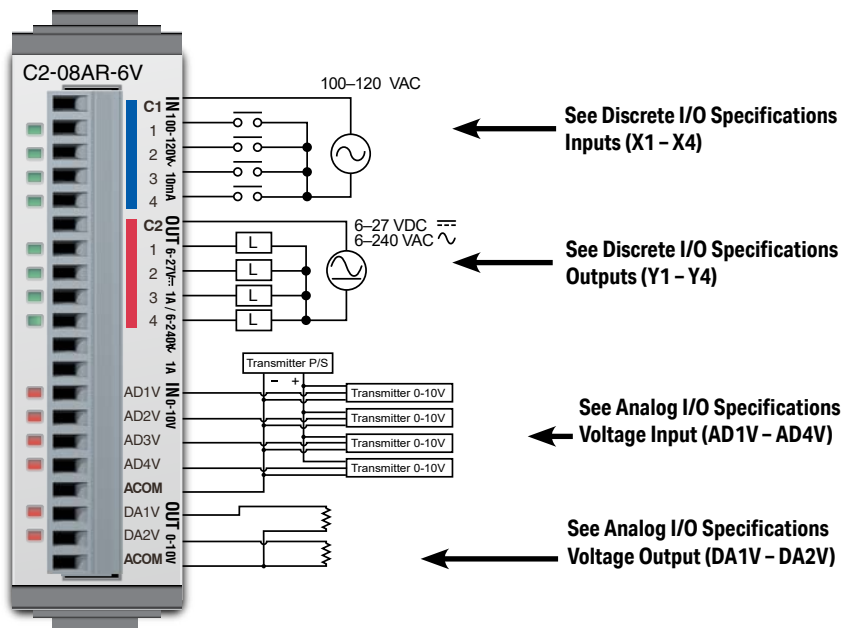 C2-08AR-6V
C1
1
2
3
4
IN 100-120V∿ 10mA
C2
1
2
3
4
OUT 6-27V⎓ 1A / 6-240V∿ 1A
AD1V
AD2V
AD3V
AD4V
ACOM
IN 0-10V
DA1V
DA2V
ACOM
OUT 0-10V
100–120 VAC
6–27 VDC ⎓
6–240 VAC ∿
L
L
L
L
Transmitter P/S
– +
Transmitter 0-10V
Transmitter 0-10V
Transmitter 0-10V
Transmitter 0-10V
See Discrete I/O Specifications
Inputs (X1 – X4)
See Discrete I/O Specifications
Outputs (Y1 – Y4)
See Analog I/O Specifications
Voltage Input (AD1V – AD4V)
See Analog I/O Specifications
Voltage Output (DA1V – DA2V)